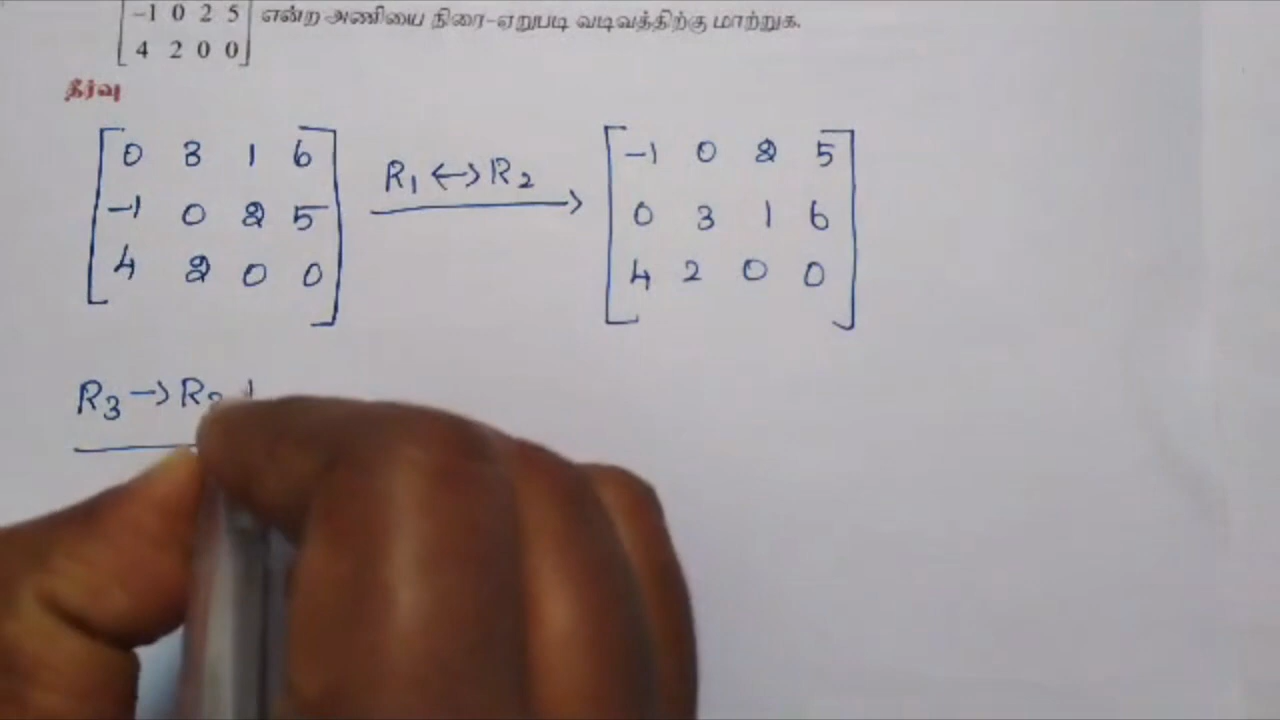 -1 0 2 5 என்ற அணியை நிரை-ஏறுபடி வடிவத்திற்கு மாற்றுக.
4 2 0 0
தீர்வு
0 3 1 6 R₁ ↔ R₂ -1 0 2 5
-1 0 2 5 0 3 1 6
4 2 0 0 4 2 0 0
R₃ → R₃ +